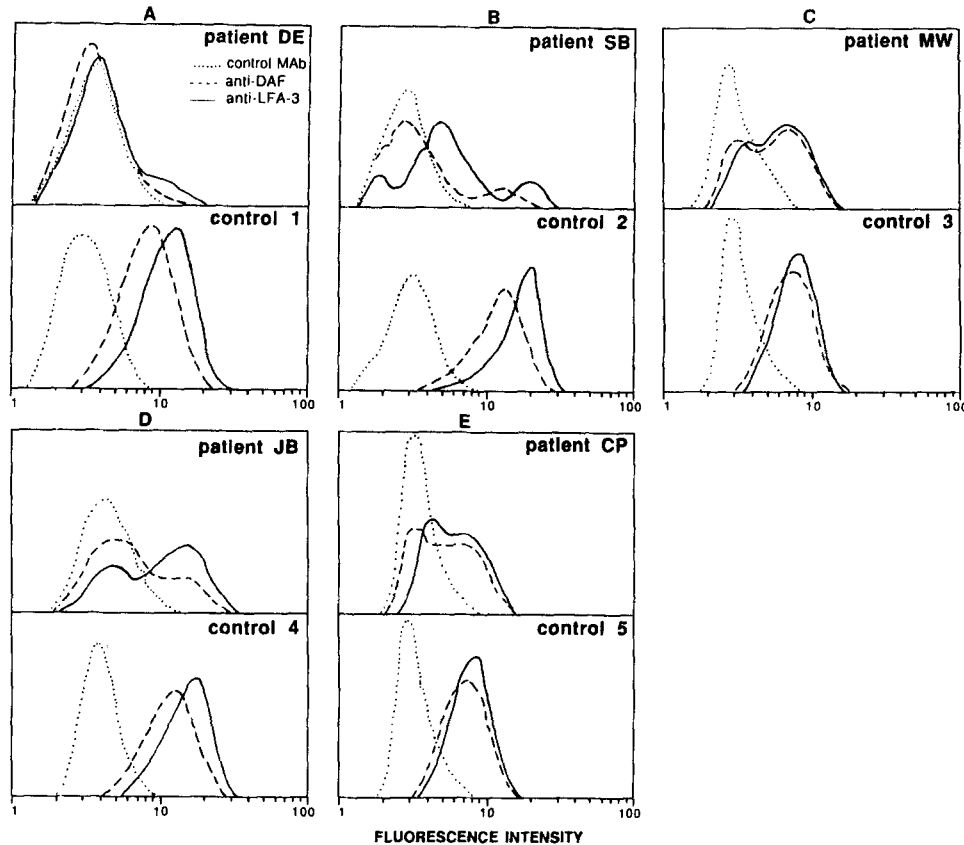 A
patient DE
control MAb
anti-DAF
anti-LFA-3
control 1
1 10 100
B
patient SB
control 2
1 10 100
C
patient MW
control 3
1 10 100
D
patient JB
control 4
1 10 100
E
patient CP
control 5
1 10 100
FLUORESCENCE INTENSITY